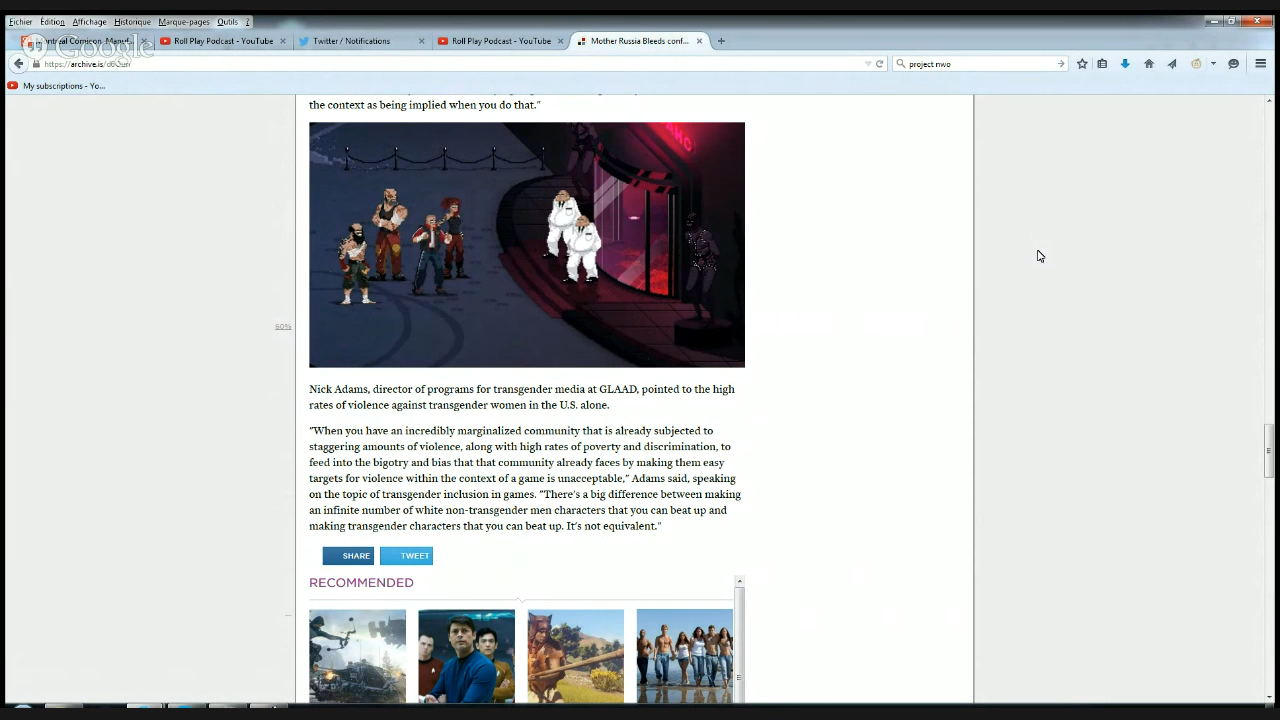 Fichier Édition Affichage Historique Marque-pages Outils ?
Roll Play Podcast - YouTube
Twitter / Notifications
Roll Play Podcast - YouTube
Mother Russia Bleeds conf...
Google
project nwo
My subscriptions - Yo...
the context as being implied when you do that."
60%
Nick Adams, director of programs for transgender media at GLAAD, pointed to the high
rates of violence against transgender women in the U.S. alone.
"When you have an incredibly marginalized community that is already subjected to
staggering amounts of violence, along with high rates of poverty and discrimination, to
feed into the bigotry and bias that that community already faces by making them easy
targets for violence within the context of a game is unacceptable," Adams said, speaking
on the topic of transgender inclusion in games. "There's a big difference between making
an infinite number of white non-transgender men characters that you can beat up and
making transgender characters that you can beat up. It's not equivalent."
SHARE TWEET
RECOMMENDED